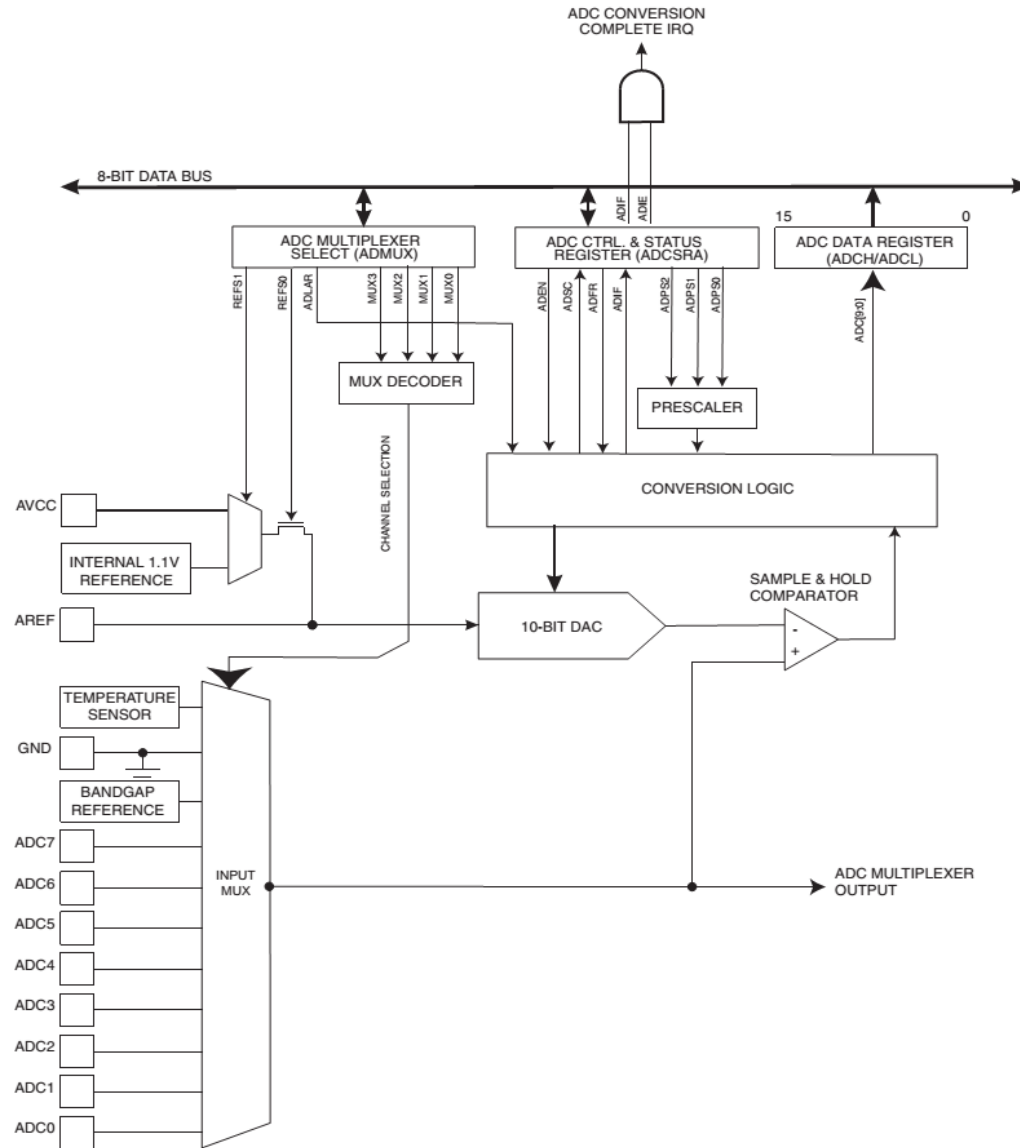 ADC CONVERSION
COMPLETE IRQ
8-BIT DATA BUS
ADIF
ADIE
15
0
ADC MULTIPLEXER
SELECT (ADMUX)
ADC CTRL. & STATUS
REGISTER (ADCSRA)
ADC DATA REGISTER
(ADCH/ADCL)
REFS1
REFS0
ADLAR
MUX3
MUX2
MUX1
MUX0
ADEN
ADSC
ADFR
ADIF
ADPS2
ADPS1
ADPS0
ADC[9:0]
MUX DECODER
PRESCALER
CHANNEL SELECTION
CONVERSION LOGIC
AVCC
INTERNAL 1.1V
REFERENCE
SAMPLE & HOLD
COMPARATOR
AREF
10-BIT DAC
-
+
TEMPERATURE
SENSOR
GND
BANDGAP
REFERENCE
ADC7
ADC6
ADC5
ADC4
ADC3
ADC2
ADC1
ADC0
INPUT
MUX
ADC MULTIPLEXER
OUTPUT